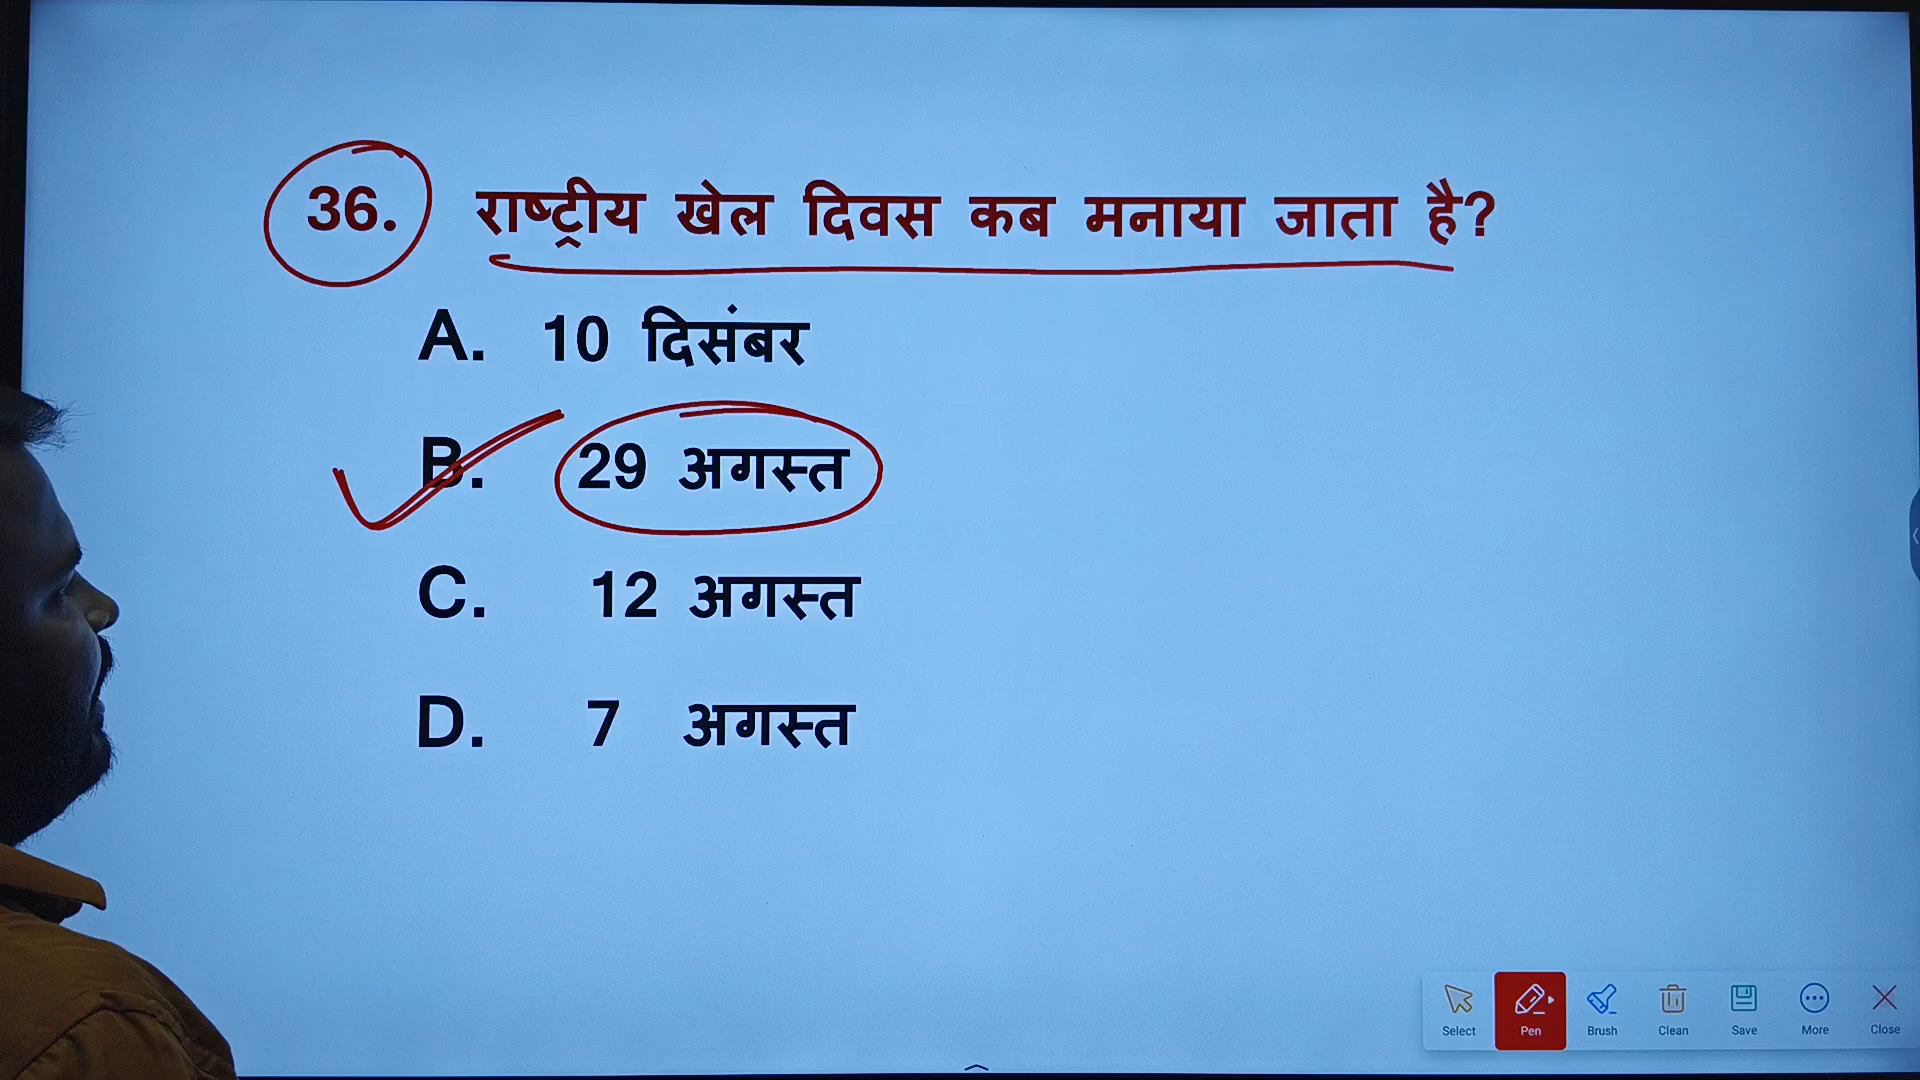 36. राष्ट्रीय खेल दिवस कब मनाया जाता है?
A. 10 दिसंबर
B. 29 अगस्त
C. 12 अगस्त
D. 7 अगस्त
Select Pen Brush Clean Save More Close